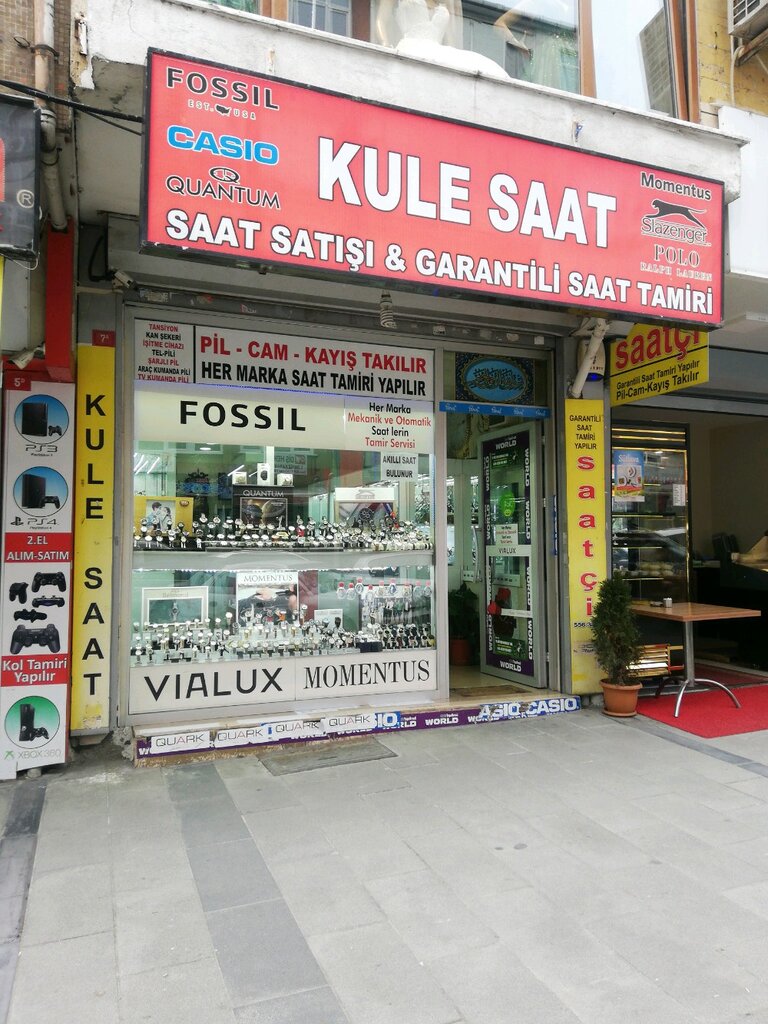 FOSSIL
EST. USA
CASIO
QUANTUM
KULE SAAT
Momentus
Slazenger
POLO
RALPH LAUREN
SAAT SATIŞI & GARANTİLİ SAAT TAMİRİ
®
7A
5D
TANSİYON
KAN ŞEKERİ
İŞİTME CİHAZI
TEL-PİLİ
ŞARJLI PİL
ARAÇ KUMANDA PİLİ
TV KUMANDA PİLİ
PİL - CAM - KAYIŞ TAKILIR
HER MARKA SAAT TAMİRİ YAPILIR
FOSSIL
Her Marka
Mekanik ve Otomatik
Saat lerin
Tamir Servisi
AKILLI SAAT
BULUNUR
QUANTUM
MOMENTUS
VIALUX
MOMENTUS
KULE SAAT
PS3
PS4
2.EL
ALIM-SATIM
Kol Tamiri
Yapılır
XBOX360
saatçi
Garantili Saat Tamiri Yapılır
Pil-Cam-Kayış Takılır
GARANTİLİ
SAAT
TAMİRİ
YAPILIR
saatçi
WORLD
VIALUX
WORLD
QUARK QUARK QUARK QUARK WORLD CASIO